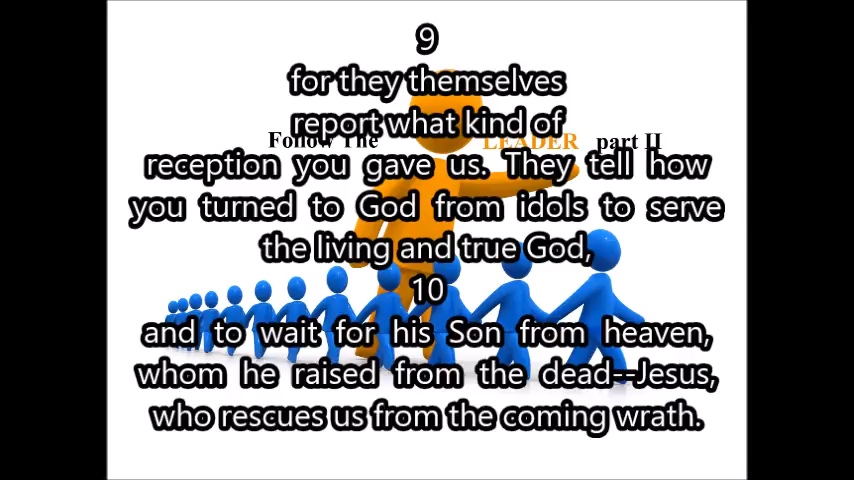 9
for they themselves
report what kind of
Follow The LEADER part II
reception you gave us. They tell how
you turned to God from idols to serve
the living and true God,
10
and to wait for his Son from heaven,
whom he raised from the dead--Jesus,
who rescues us from the coming wrath.